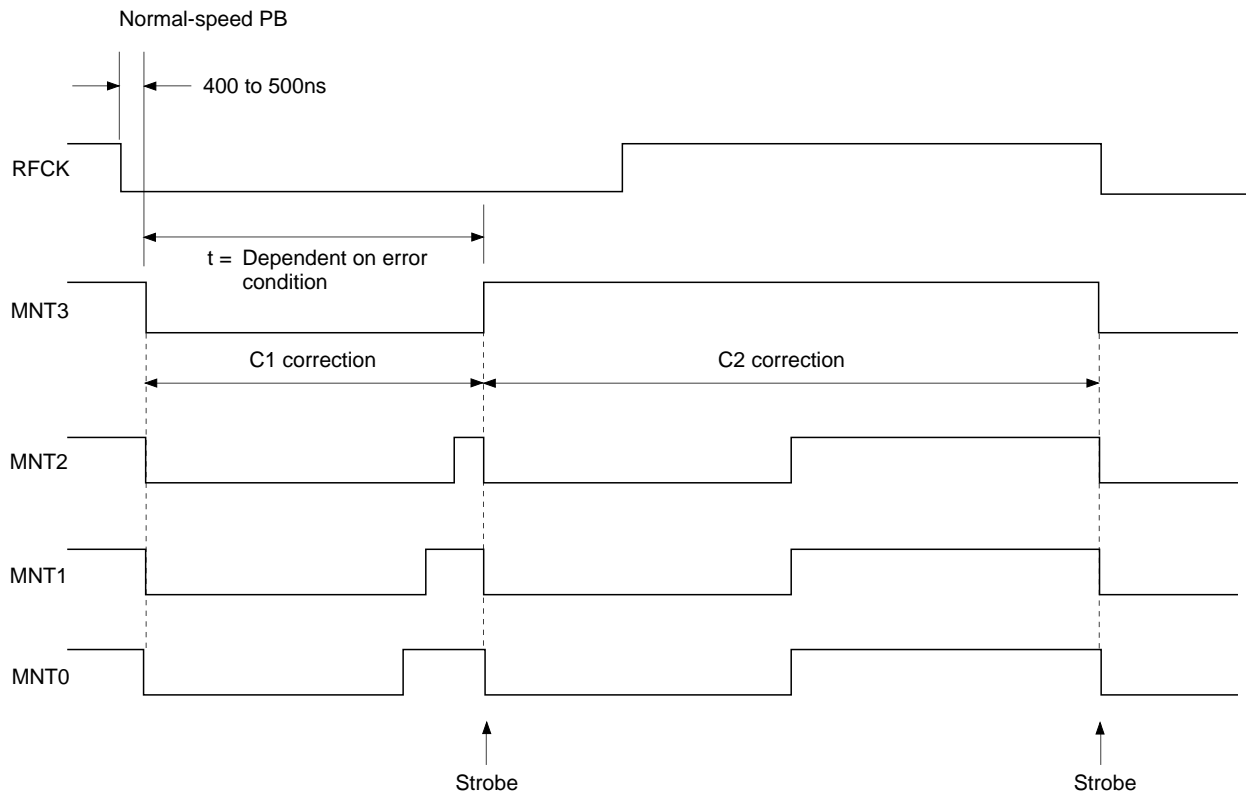 Normal-speed PB
400 to 500ns
RFCK
t = Dependent on error
condition
MNT3
C1 correction
C2 correction
MNT2
MNT1
MNT0
Strobe
Strobe